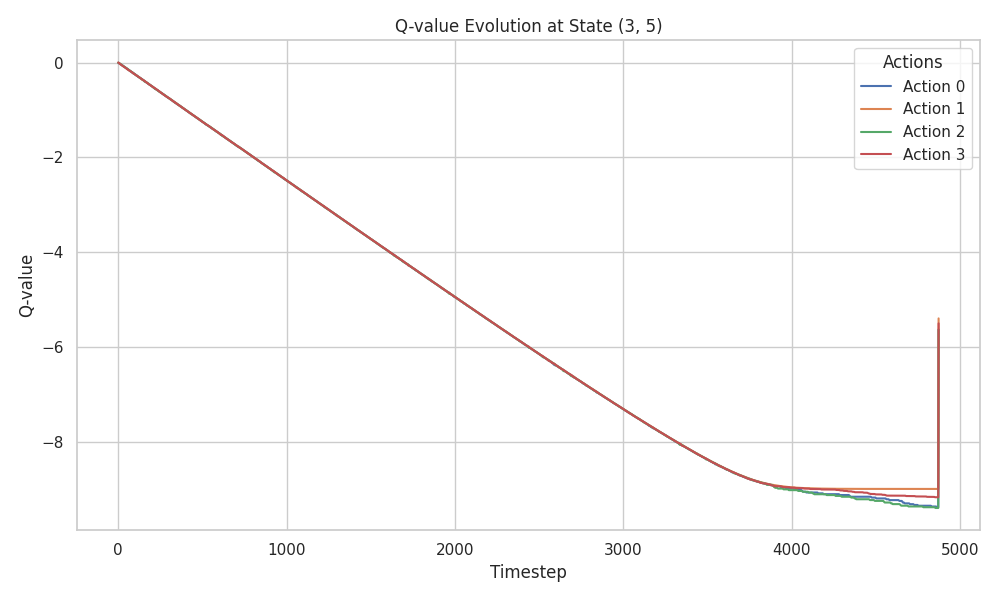 Q-value Evolution at State (3, 5)
Actions
Action 0
Action 1
Action 2
Action 3
Q-value
0
−2
−4
−6
−8
0
1000
2000
3000
4000
5000
Timestep